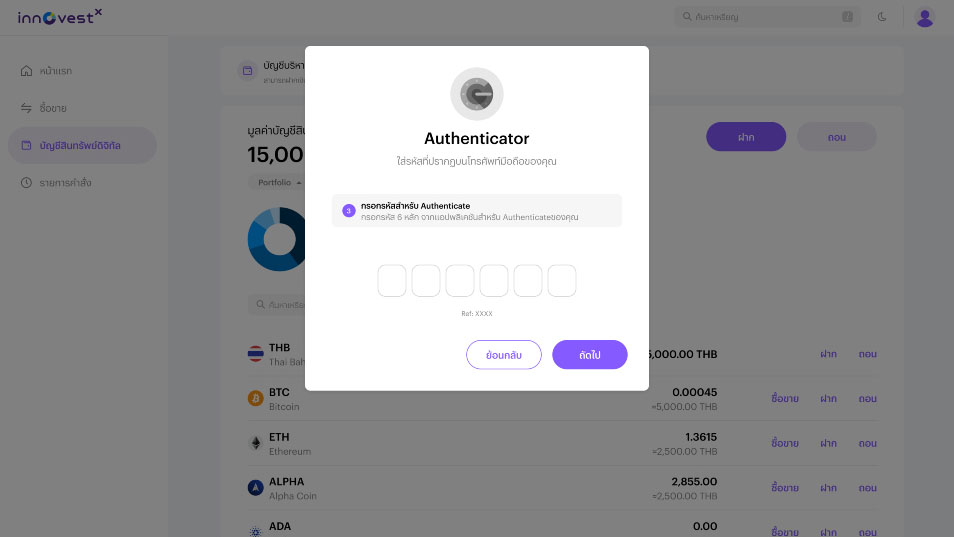 innovestx
ค้นหาเหรียญ
/
หน้าแรก
ซื้อขาย
บัญชีสินทรัพย์ดิจิทัล
รายการคำสั่ง
บัญชีบริหา
มูลค่าบัญชีสิน
15,00
Portfolio
ฝาก
ถอน
Authenticator
ใส่รหัสที่ปรากฏบนโทรศัพท์มือถือของคุณ
3
กรอกรหัสสำหรับ Authenticate
กรอกรหัส 6 หลัก จากแอปพลิเคชันสำหรับ Authenticateของคุณ
Ref: XXXX
ย้อนกลับ
ถัดไป
ค้นหาเหรีย
THB
Thai Bah
5,000.00 THB
ฝาก
ถอน
BTC
Bitcoin
0.00045
≈5,000.00 THB
ซื้อขาย
ฝาก
ถอน
ETH
Ethereum
1.3615
≈2,500.00 THB
ซื้อขาย
ฝาก
ถอน
ALPHA
Alpha Coin
2,855.00
≈2,500.00 THB
ซื้อขาย
ฝาก
ถอน
ADA
0.00
ซื้อขาย
ฝาก
ถอน